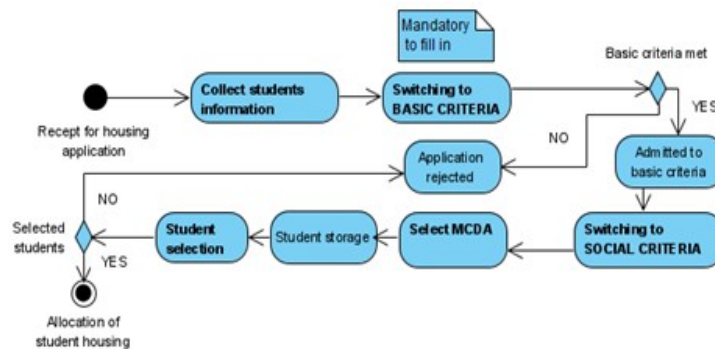 Mandatory
to fill in
Basic criteria met
Collect students
information
Switching to
BASIC CRITERIA
YES
Recept for housing
application
NO
Application
rejected
Admitted to
basic criteria
NO
Selected
students
Student
selection
Student storage
Select MCDA
Switching to
SOCIAL CRITERIA
YES
Allocation of
student housing